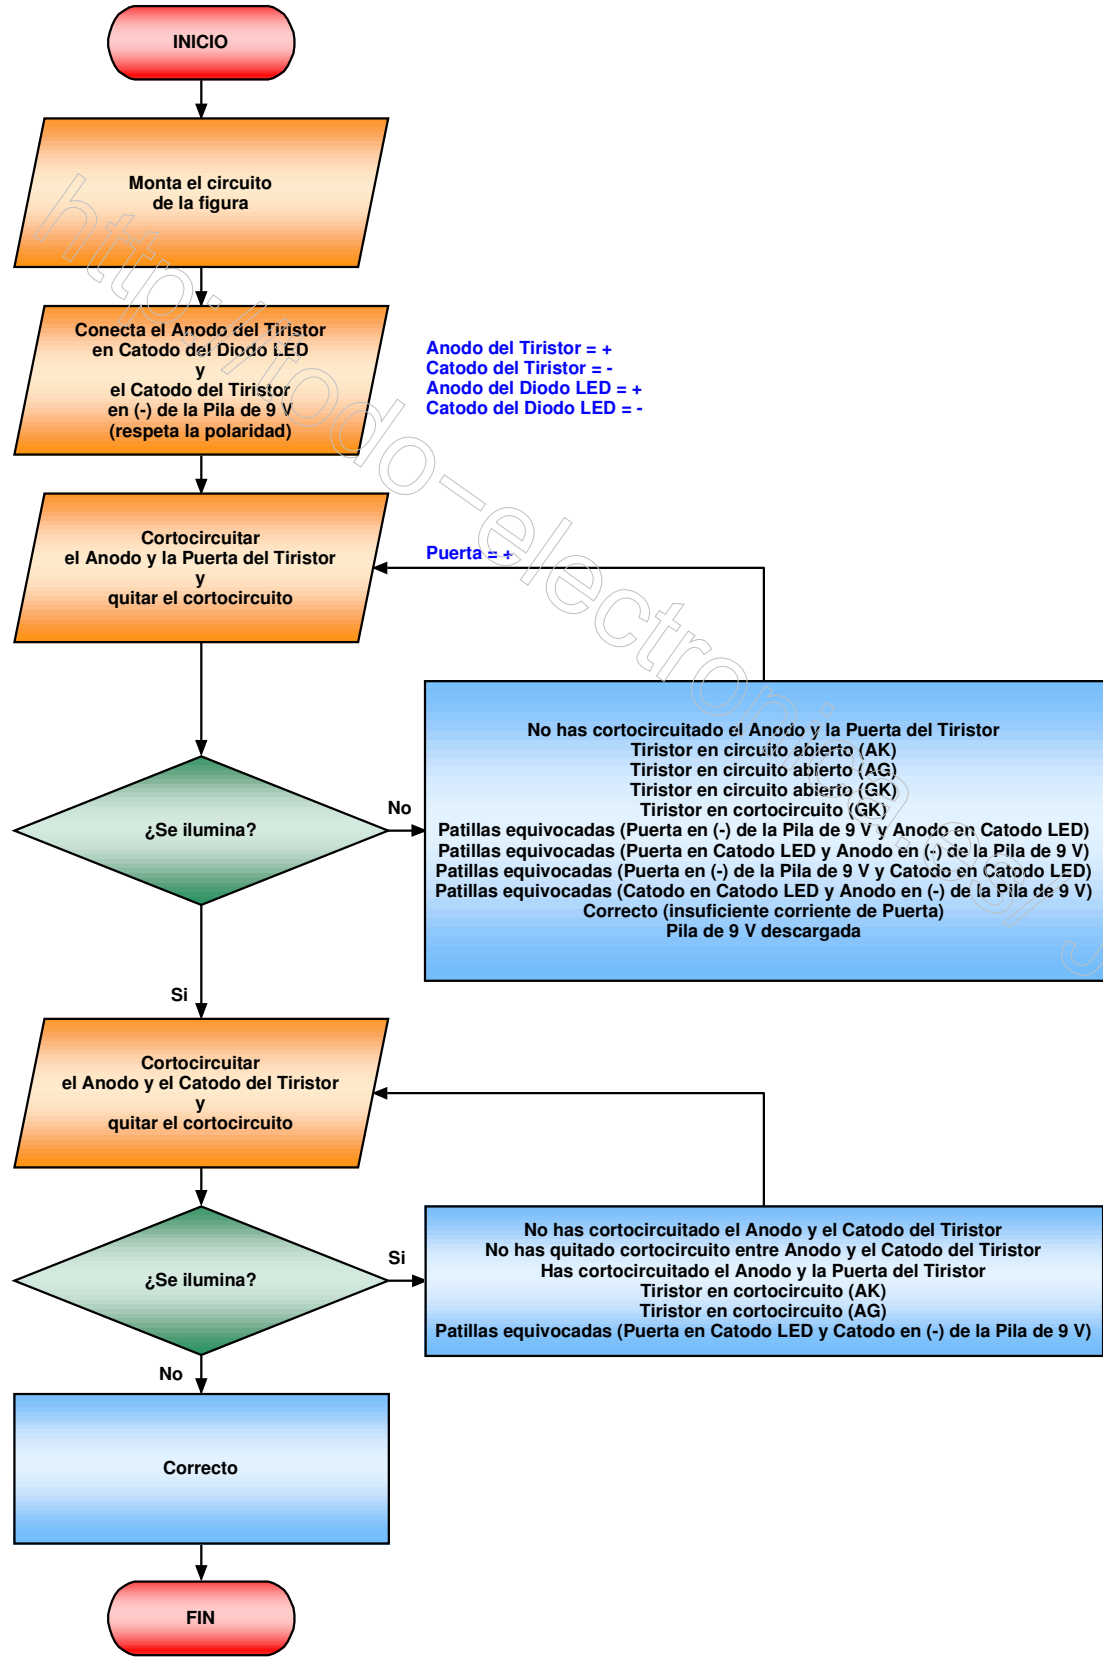 INICIO
Monta el circuito
de la figura
Conecta el Anodo del Tiristor
en Catodo del Diodo LED
y
el Catodo del Tiristor
en (-) de la Pila de 9 V
(respeta la polaridad)
Anodo del Tiristor = +
Catodo del Tiristor = -
Anodo del Diodo LED = +
Catodo del Diodo LED = -
Cortocircuitar
el Anodo y la Puerta del Tiristor
y
quitar el cortocircuito
Puerta = +
No has cortocircuitado el Anodo y la Puerta del Tiristor
Tiristor en circuito abierto (AK)
Tiristor en circuito abierto (AG)
Tiristor en circuito abierto (GK)
Tiristor en cortocircuito (GK)
Patillas equivocadas (Puerta en (-) de la Pila de 9 V y Anodo en Catodo LED)
Patillas equivocadas (Puerta en Catodo LED y Anodo en (-) de la Pila de 9 V)
Patillas equivocadas (Puerta en (-) de la Pila de 9 V y Catodo en Catodo LED)
Patillas equivocadas (Catodo en Catodo LED y Anodo en (-) de la Pila de 9 V)
Correcto (insuficiente corriente de Puerta)
Pila de 9 V descargada
¿Se ilumina?
No
Si
Cortocircuitar
el Anodo y el Catodo del Tiristor
y
quitar el cortocircuito
¿Se ilumina?
Si
No has cortocircuitado el Anodo y el Catodo del Tiristor
No has quitado cortocircuito entre Anodo y el Catodo del Tiristor
Has cortocircuitado el Anodo y la Puerta del Tiristor
Tiristor en cortocircuito (AK)
Tiristor en cortocircuito (AG)
Patillas equivocadas (Puerta en Catodo LED y Catodo en (-) de la Pila de 9 V)
No
Correcto
FIN